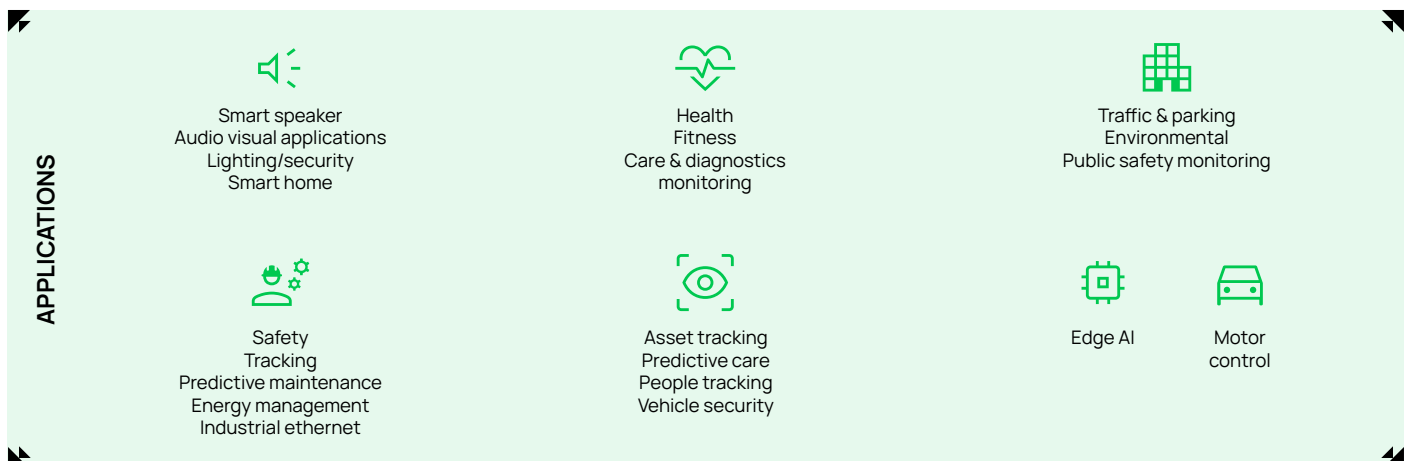 APPLICATIONS
Smart speaker
Audio visual applications
Lighting/security
Smart home
Health
Fitness
Care & diagnostics
monitoring
Traffic & parking
Environmental
Public safety monitoring
Safety
Tracking
Predictive maintenance
Energy management
Industrial ethernet
Asset tracking
Predictive care
People tracking
Vehicle security
Edge AI
Motor
control